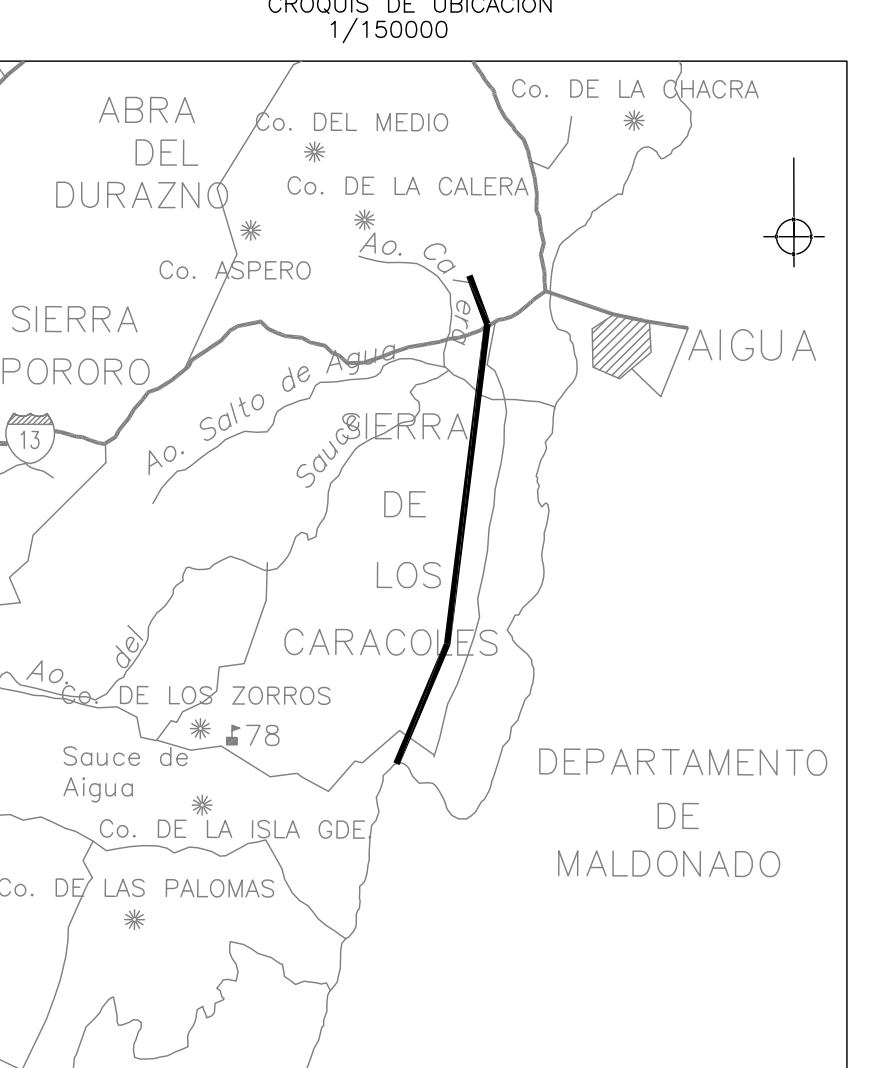 CROQUIS DE UBICACION
1/150000
Co. DE LA CHACRA
ABRA
DEL
DURAZNO
Co. DEL MEDIO
Co. DE LA CALERA
Ao. Calera
Co. ASPERO
SIERRA
PORORO
AIGUA
13
Ao. Salto de Agua
SIERRA
DE
LOS
CARACOLES
Ao. del Sauce
Co. DE LOS ZORROS
78
Sauce de
Aigua
DEPARTAMENTO
DE
MALDONADO
Co. DE LA ISLA GDE.
Co. DE LAS PALOMAS